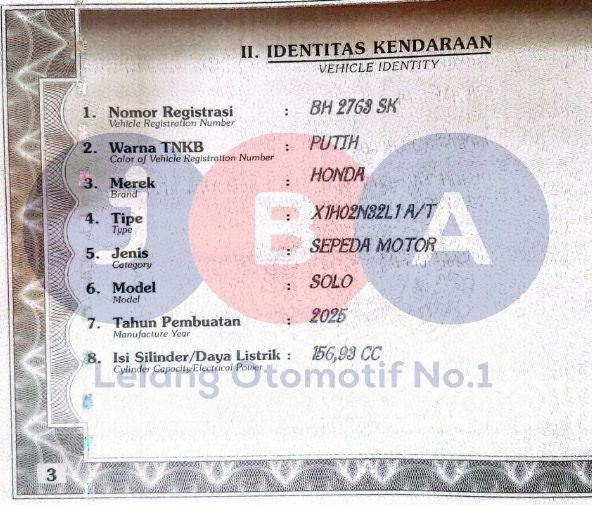 II. IDENTITAS KENDARAAN
VEHICLE IDENTITY
1. Nomor Registrasi : BH 2763 SK
Vehicle Registration Number
2. Warna TNKB : PUTIH
Color of Vehicle Registration Number
3. Merek : HONDA
Brand
4. Tipe : X1H02N32L1 A/T
Type
5. Jenis : SEPEDA MOTOR
Category
6. Model : SOLO
Model
7. Tahun Pembuatan : 2025
Manufacture Year
8. Isi Silinder/Daya Listrik : 156,93 CC
Cylinder Capacity/Electrical Power
JBA
Lelang Otomotif No.1
3